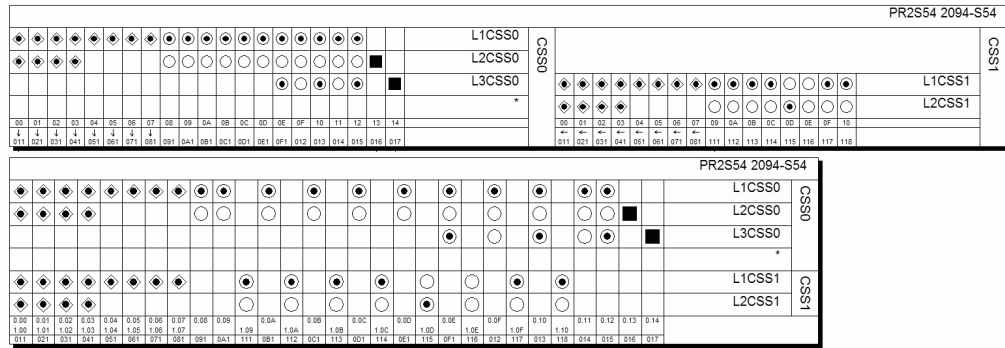 PR2S54 2094-S54
L1CSS0
L2CSS0
L3CSS0
*
CSS0
CSS1
L1CSS1
L2CSS1
00 01 02 03 04 05 06 07 08 09 0A 0B 0C 0D 0E 0F 10 11 12 13 14
↓ ↓ ↓ ↓ ↓ ↓ ↓ ↓
011 021 031 041 051 061 071 081 091 0A1 0B1 0C1 0D1 0E1 0F1 012 013 014 015 016 017
00 01 02 03 04 05 06 07 09 0A 0B 0C 0D 0E 0F 10
← ← ← ← ← ← ← ←
011 021 031 041 051 061 071 081 111 112 113 114 115 116 117 118
PR2S54 2094-S54
L1CSS0
L2CSS0
L3CSS0
*
CSS0
L1CSS1
L2CSS1
CSS1
0.00 0.01 0.02 0.03 0.04 0.05 0.06 0.07 0.08 0.09 0.0A 0.0B 0.0C 0.0D 0.0E 0.0F 0.10 0.11 0.12 0.13 0.14
1.00 1.01 1.02 1.03 1.04 1.05 1.06 1.07 1.09 1.0A 1.0B 1.0C 1.0D 1.0E 1.0F 1.10
011 021 031 041 051 061 071 081 091 0A1 111 0B1 112 0C1 113 0D1 114 0E1 115 0F1 116 012 117 013 118 014 015 016 017